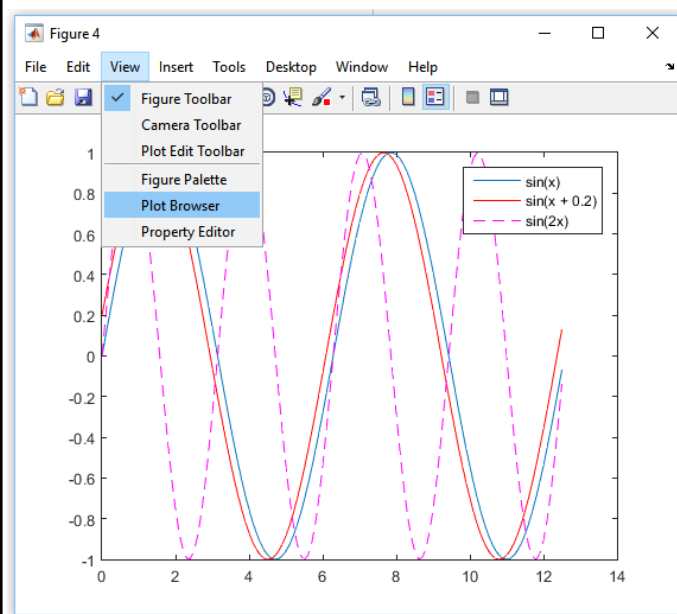 Figure 4
File Edit View Insert Tools Desktop Window Help
Figure Toolbar
Camera Toolbar
Plot Edit Toolbar
Figure Palette
Plot Browser
Property Editor
sin(x)
sin(x + 0.2)
sin(2x)
1
0.6
0.4
0.2
0
-0.2
-0.4
-0.6
-0.8
-1
0 2 4 6 8 10 12 14